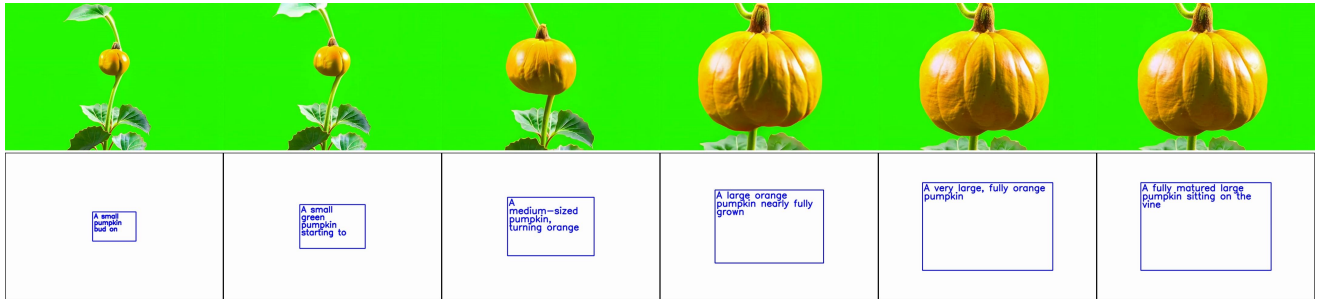 A small
pumpkin
bud on
A small
green
pumpkin
starting to
A
medium-sized
pumpkin,
turning orange
A large orange
pumpkin nearly fully
grown
A very large, fully orange
pumpkin
A fully matured large
pumpkin sitting on the
vine